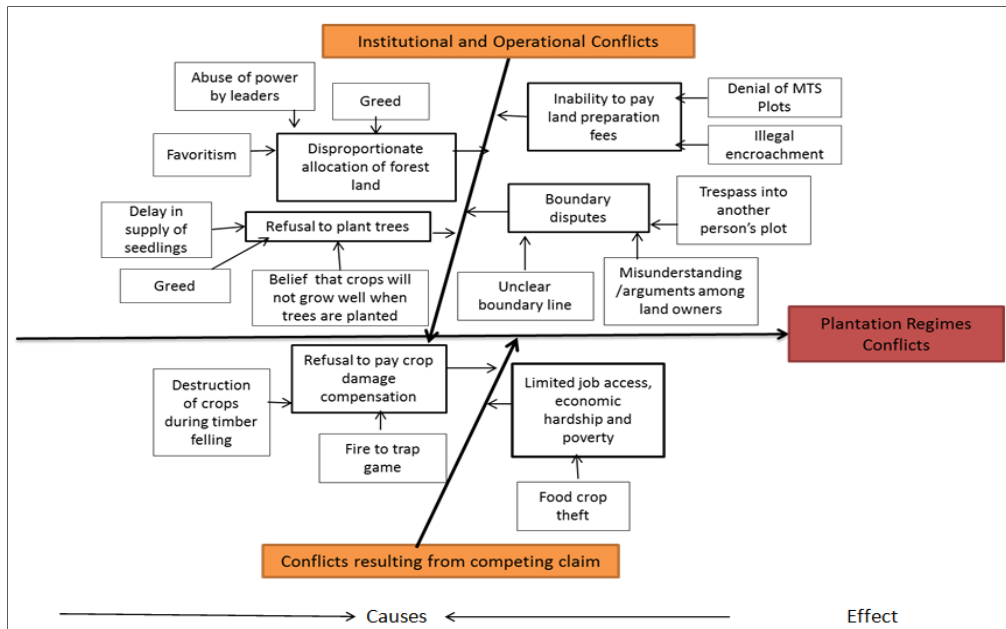 Institutional and Operational Conflicts
Abuse of power
by leaders
Greed
Favoritism
Disproportionate
allocation of forest
land
Inability to pay
land preparation
fees
Denial of MTS
Plots
Illegal
encroachment
Delay in
supply of
seedlings
Refusal to plant trees
Greed
Belief that crops will
not grow well when
trees are planted
Boundary
disputes
Trespass into
another
person's plot
Unclear
boundary line
Misunderstanding
/arguments among
land owners
Plantation Regimes
Conflicts
Refusal to pay crop
damage
compensation
Destruction
of crops
during timber
felling
Fire to trap
game
Limited job access,
economic
hardship and
poverty
Food crop
theft
Conflicts resulting from competing claim
Causes
Effect